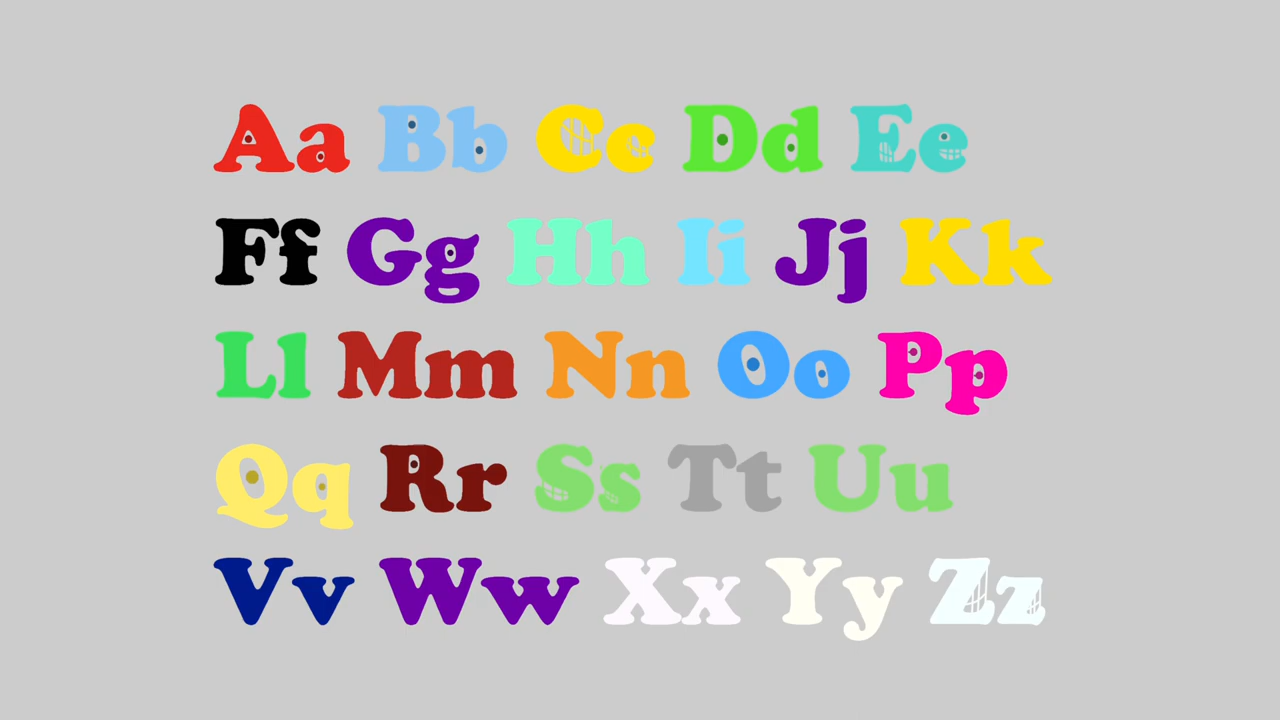 Aa Bb Cc Dd Ee
Ff Gg Hh Ii Jj Kk
Ll Mm Nn Oo Pp
Qq Rr Ss Tt Uu
Vv Ww Xx Yy Zz